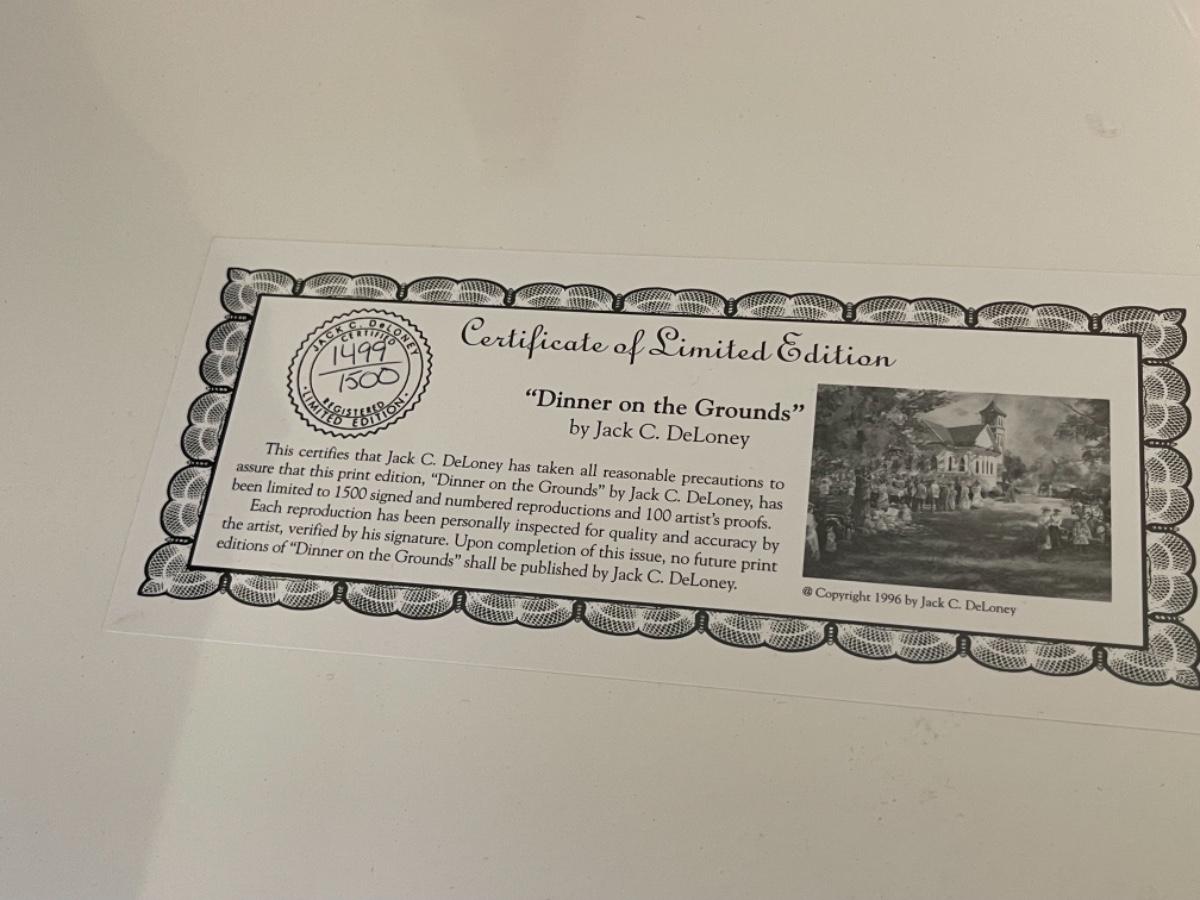 JACK C. DeLONEY
CERTIFIED
1499
1500
REGISTERED
LIMITED EDITION
Certificate of Limited Edition
“Dinner on the Grounds”
by Jack C. DeLoney
This certifies that Jack C. DeLoney has taken all reasonable precautions to
assure that this print edition, “Dinner on the Grounds” by Jack C. DeLoney, has
been limited to 1500 signed and numbered reproductions and 100 artist’s proofs.
Each reproduction has been personally inspected for quality and accuracy by
the artist, verified by his signature. Upon completion of this issue, no future print
editions of “Dinner on the Grounds” shall be published by Jack C. DeLoney.
@ Copyright 1996 by Jack C. DeLoney